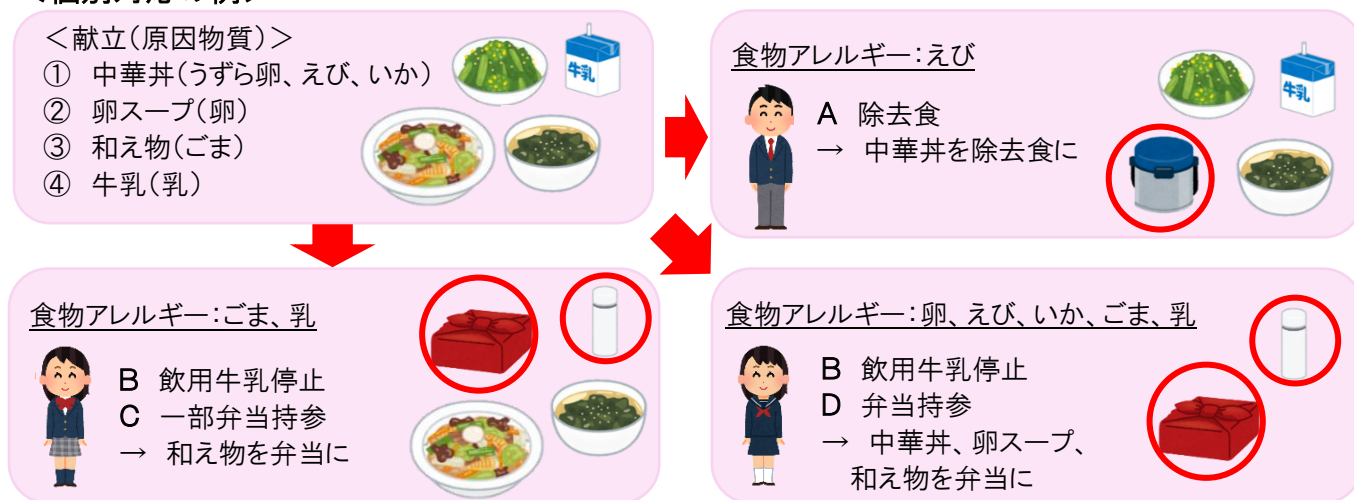 ＜献立(原因物質)＞
① 中華丼(うずら卵、えび、いか)
② 卵スープ(卵)
③ 和え物(ごま)
④ 牛乳(乳)
牛乳
食物アレルギー：えび
A 除去食
→ 中華丼を除去食に
牛乳
食物アレルギー：ごま、乳
B 飲用牛乳停止
C 一部弁当持参
→ 和え物を弁当に
食物アレルギー：卵、えび、いか、ごま、乳
B 飲用牛乳停止
D 弁当持参
→ 中華丼、卵スープ、
和え物を弁当に